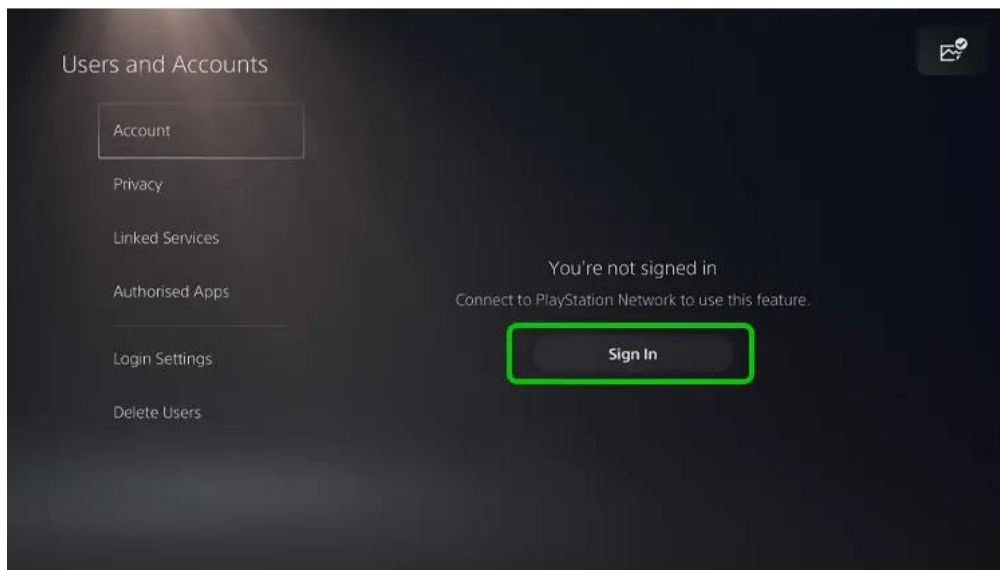 Users and Accounts
Account
Privacy
Linked Services
Authorised Apps
Login Settings
Delete Users
You're not signed in
Connect to PlayStation Network to use this feature.
Sign In